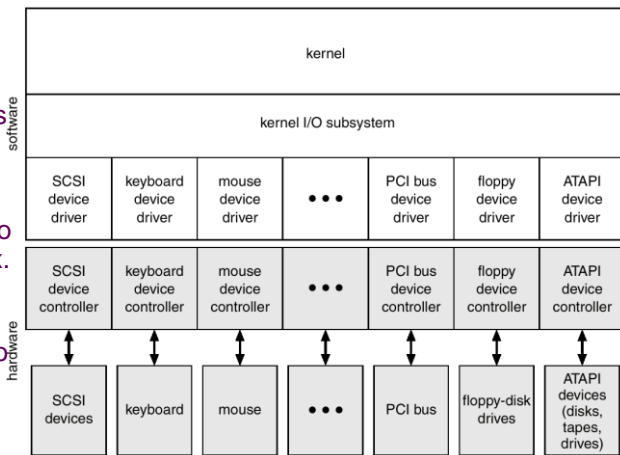 kernel
kernel I/O subsystem
software
s
SCSI
device
driver
keyboard
device
driver
mouse
device
driver
•••
PCI bus
device
driver
floppy
device
driver
ATAPI
device
driver
o
k.
SCSI
device
controller
keyboard
device
controller
mouse
device
controller
•••
PCI bus
device
controller
floppy
device
controller
ATAPI
device
controller
hardware
o
SCSI
devices
keyboard
mouse
•••
PCI bus
floppy-disk
drives
ATAPI
devices
(disks,
tapes,
drives)